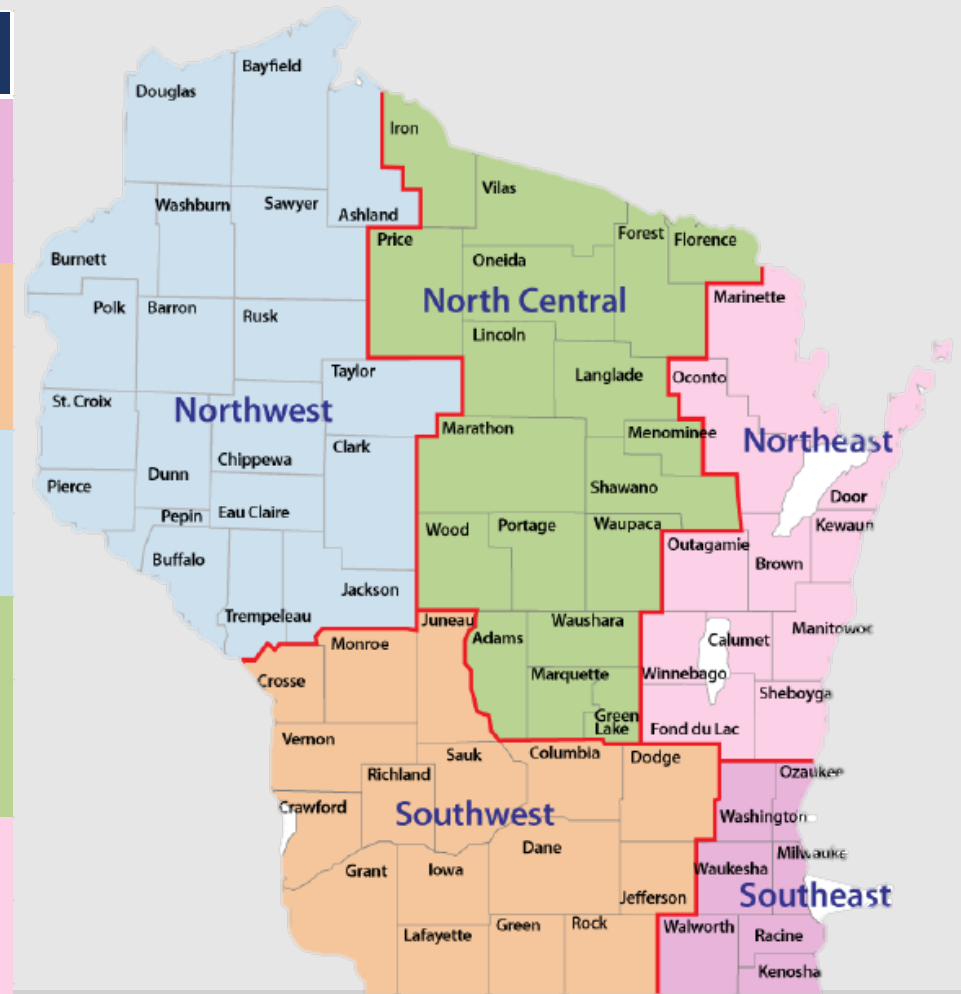 Bayfield
Douglas
Iron
Vilas
Washburn
Sawyer
Ashland
Price
Forest
Florence
Burnett
Oneida
Polk
Barron
Rusk
North Central
Marinette
Lincoln
Taylor
Langlade
Oconto
St. Croix
Northwest
Marathon
Menominee
Northeast
Clark
Chippewa
Dunn
Pierce
Shawano
Door
Pepin
Eau Claire
Wood
Portage
Waupaca
Kewaun
Outagamie
Brown
Buffalo
Jackson
Trempeleau
Juneau
Waushara
Manitowoc
Monroe
Adams
Calumet
Crosse
Marquette
Winnebago
Sheboyga
Green
Lake
Fond du Lac
Vernon
Sauk
Columbia
Dodge
Richland
Ozaukee
Crawford
Southwest
Washington
Dane
Milwauke
Grant
Iowa
Waukesha
Jefferson
Southeast
Lafayette
Green
Rock
Walworth
Racine
Kenosha